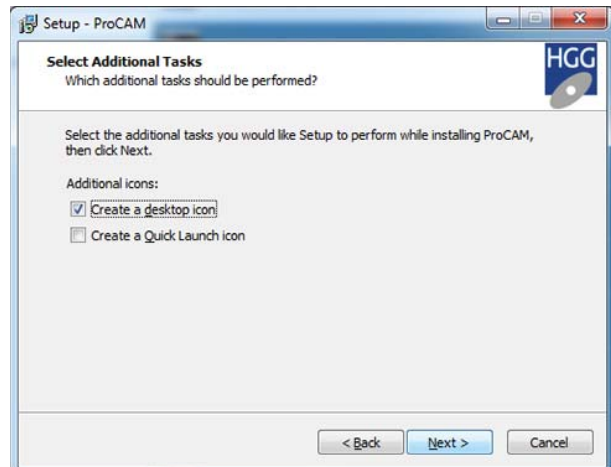 Setup - ProCAM
Select Additional Tasks
Which additional tasks should be performed?
HGG
Select the additional tasks you would like Setup to perform while installing ProCAM,
then click Next.
Additional icons:
Create a desktop icon
Create a Quick Launch icon
< Back
Next >
Cancel